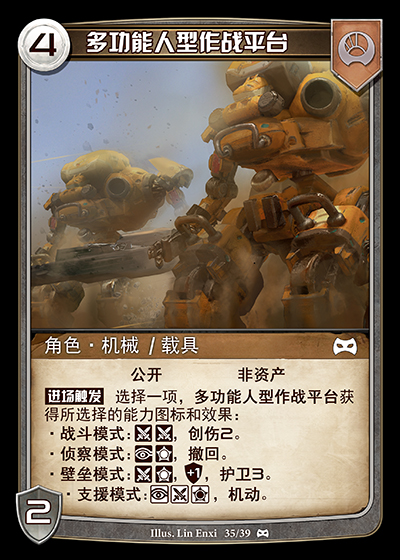 4 多功能人型作战平台
角色·机械 / 载具
公开 非资产
进场触发 选择一项，多功能人型作战平台获
得所选择的能力图标和效果：
·战斗模式：，创伤2。
·侦察模式：，撤回。
·壁垒模式：，+1，护卫3。
·支援模式：，机动。
2
Illus. Lin Enxi 35/39